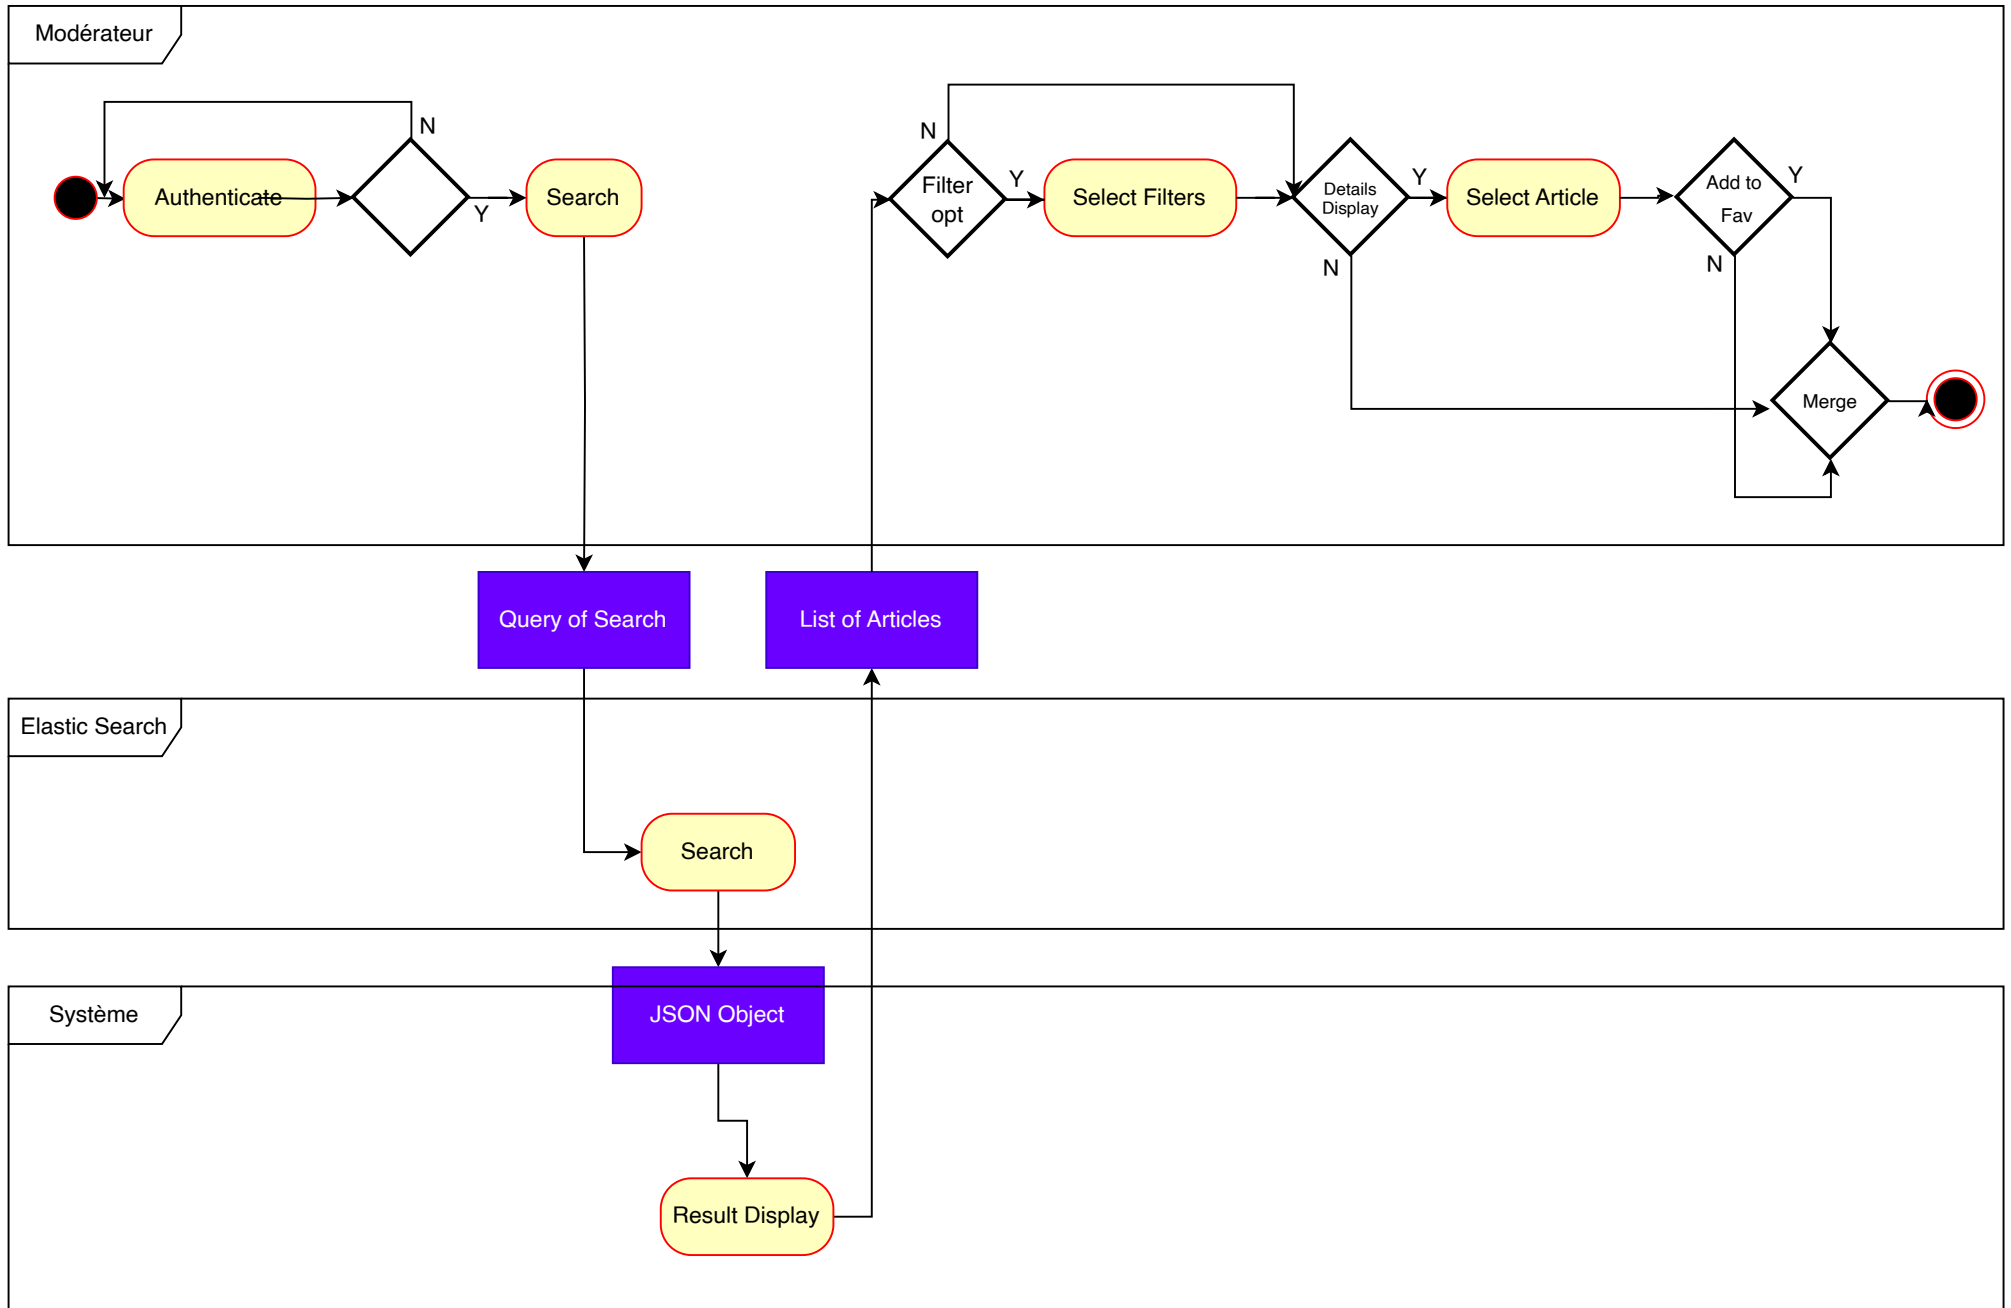 Modérateur
N
Authenticate
Y
Search
N
Filter
opt
Y
Select Filters
Details
Display
Y
N
Select Article
Add to
Fav
Y
N
Merge
Query of Search
List of Articles
Elastic Search
Search
Système
JSON Object
Result Display